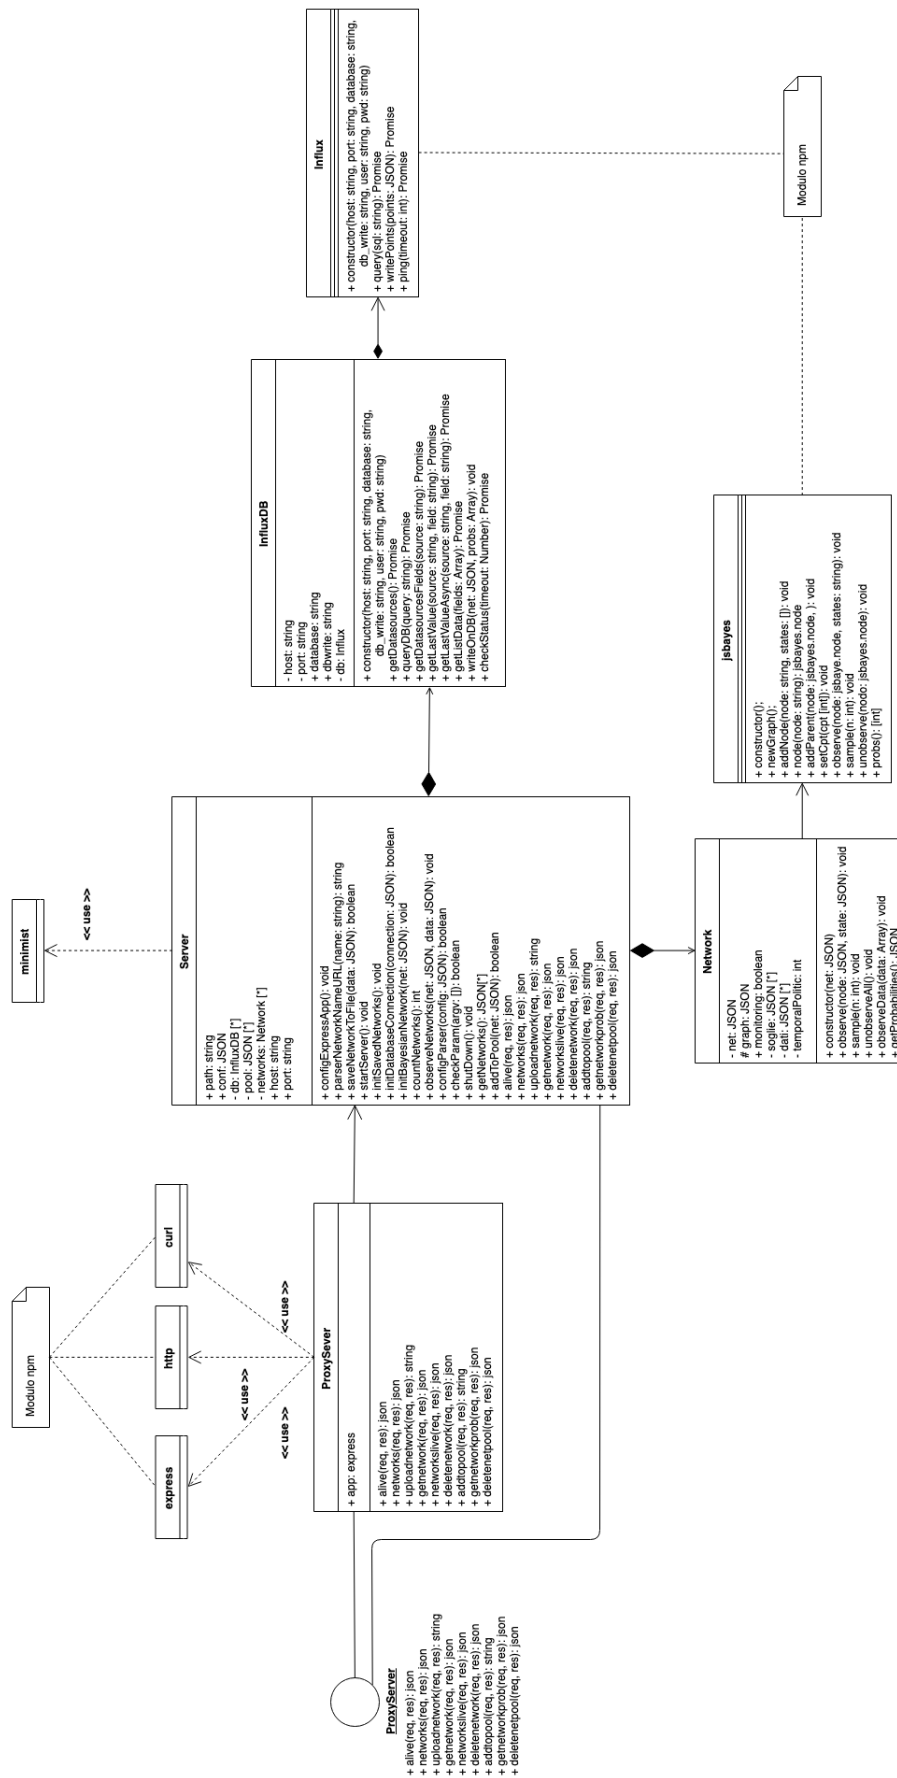 Modulo npm
express
http
curl
<< use >>
<< use >>
<< use >>
minimist
<< use >>
ProxyServer
+ alive(req, res): json
+ networks(req, res): json
+ uploadnetwork(req, res): string
+ getnetwork(req, res): json
+ networkslive(req, res): json
+ deletenetwork(req, res): json
+ addtopool(req, res): string
+ getnetworkprob(req, res): json
+ deletenetpool(req, res): json
ProxySever
+ app: express
+ alive(req, res): json
+ networks(req, res): json
+ uploadnetwork(req, res): string
+ getnetwork(req, res): json
+ networkslive(req, res): json
+ deletenetwork(req, res): json
+ addtopool(req, res): string
+ getnetworkprob(req, res): json
+ deletenetpool(req, res): json
Server
+ path: string
+ conf: JSON
- db: InfluxDB [*]
- pool: JSON [*]
- networks: Network [*]
+ host: string
+ port: string
+ configExpressApp(): void
+ parserNetworkNameURL(name: string): string
+ saveNetworkToFile(data: JSON): boolean
+ startServer(): void
+ initSavedNetworks(): void
+ initDatabaseConnection(connection: JSON): boolean
+ initBayesianNetwork(net: JSON): void
+ countNetworks(): int
+ observeNetworks(net: JSON, data: JSON): void
+ configParser(config: JSON): boolean
+ checkParam(argv: []): boolean
+ shutDown(): void
+ getNetworks(): JSON[*]
+ addToPool(net: JSON): boolean
+ alive(req, res): json
+ networks(req, res): json
+ uploadnetwork(req, res): string
+ getnetwork(req, res): json
+ networkslive(req, res): json
+ deletenetwork(req, res): json
+ addtopool(req, res): string
+ getnetworkprob(req, res): json
+ deletenetpool(req, res): json
InfluxDB
- host: string
- port: string
+ database: string
+ dbwrite: string
- db: Influx
+ constructor(host: string, port: string, database: string,
db_write: string, user: string, pwd: string)
+ getDatasources(): Promise
+ queryDB(query: string): Promise
+ getDatasourcesFields(source: string): Promise
+ getLastValue(source: string, field: string): Promise
+ getLastValueAsync(source: string, field: string): Promise
+ getListData(fields: Array): Promise
+ writeOnDB(net: JSON, probs: Array): void
+ checkStatus(timeout: Number): Promise
Influx
+ constructor(host: string, port: string, database: string,
db_write: string, user: string, pwd: string)
+ query(sql: string): Promise
+ writePoints(points: JSON): Promise
+ ping(timeout: int): Promise
Network
- net: JSON
# graph: JSON
+ monitoring: boolean
- soglie: JSON [*]
- dati: JSON [*]
- temporalPolitic: int
+ constructor(net: JSON)
+ observe(node: JSON, state: JSON): void
+ sample(n: int): void
+ unobserveAll(): void
+ observeData(data: Array): void
+ getProbabilities(): JSON
jsbayes
+ constructor();
+ newGraph();
+ addNode(node: string, states: []): void
+ node(node: string): jsbayes.node
+ addParent(node: jsbayes.node, ): void
+ setCpt(cpt [int]): void
+ observe(node: jsbaye.node, states: string): void
+ sample(n: int): void
+ unobserve(nodo: jsbayes.node): void
+ probs(): [int]
Modulo npm